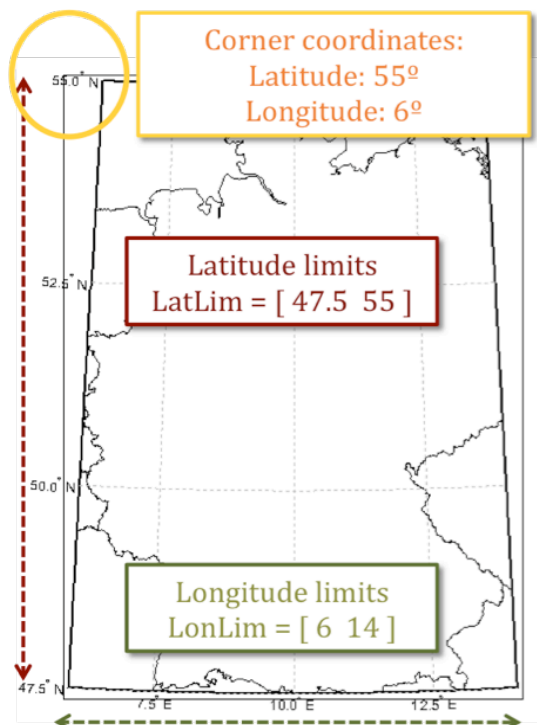 Corner coordinates:
Latitude: 55º
Longitude: 6º
55.0° N
Latitude limits
LatLim = [ 47.5  55 ]
52.5° N
50.0° N
Longitude limits
LonLim = [ 6  14 ]
47.5° N
7.5° E 10.0° E 12.5° E